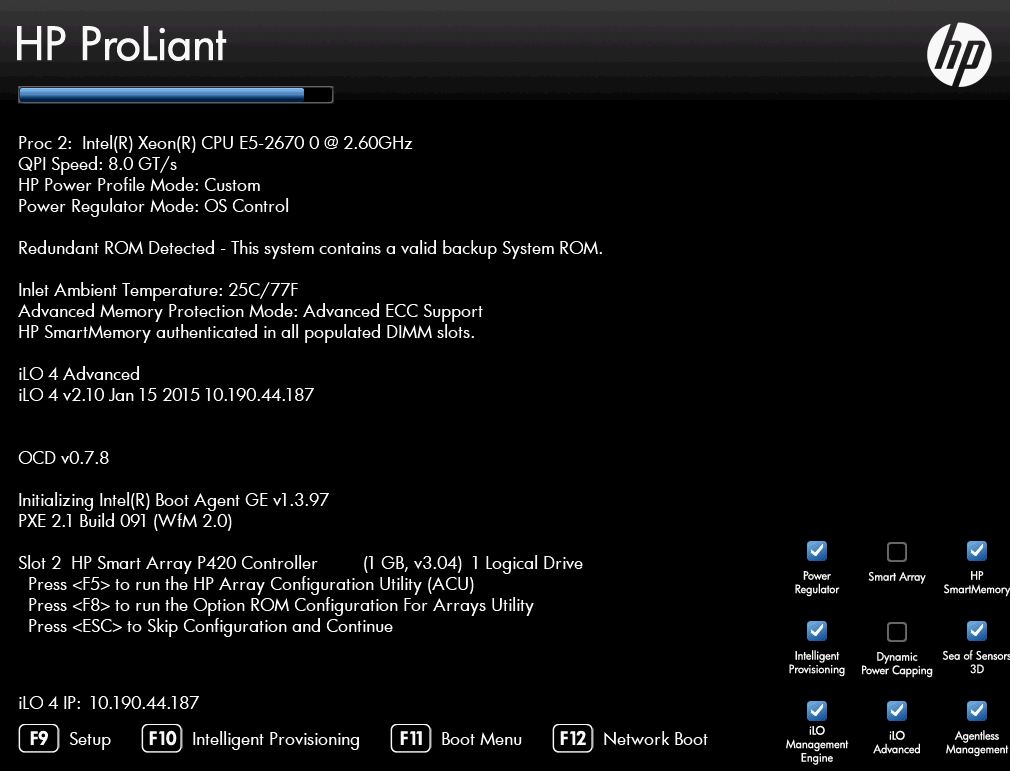 HP ProLiant
hp
Proc 2:  Intel(R) Xeon(R) CPU E5-2670 0 @ 2.60GHz
QPI Speed: 8.0 GT/s
HP Power Profile Mode: Custom
Power Regulator Mode: OS Control
Redundant ROM Detected - This system contains a valid backup System ROM.
Inlet Ambient Temperature: 25C/77F
Advanced Memory Protection Mode: Advanced ECC Support
HP SmartMemory authenticated in all populated DIMM slots.
iLO 4 Advanced
iLO 4 v2.10 Jan 15 2015 10.190.44.187
OCD v0.7.8
Initializing Intel(R) Boot Agent GE v1.3.97
PXE 2.1 Build 091 (WfM 2.0)
Slot 2  HP Smart Array P420 Controller        (1 GB, v3.04)  1 Logical Drive
Press <F5> to run the HP Array Configuration Utility (ACU)
Press <F8> to run the Option ROM Configuration For Arrays Utility
Press <ESC> to Skip Configuration and Continue
Power
Regulator
Smart Array
HP
SmartMemory
Intelligent
Provisioning
Dynamic
Power Capping
Sea of Sensors
3D
iLO
Management
Engine
iLO
Advanced
Agentless
Management
iLO 4 IP:  10.190.44.187
F9 Setup F10 Intelligent Provisioning F11 Boot Menu F12 Network Boot